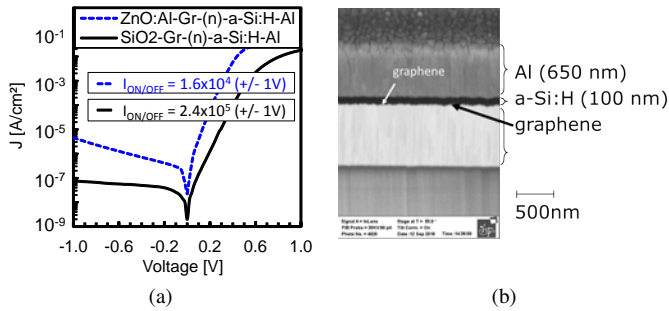 ZnO:Al-Gr-(n)-a-Si:H-Al
SiO2-Gr-(n)-a-Si:H-Al
I_ON/OFF = 1.6x10⁴ (+/- 1V)
I_ON/OFF = 2.4x10⁵ (+/- 1V)
J [A/cm²]
10⁻¹
10⁻³
10⁻⁵
10⁻⁷
10⁻⁹
-1.0 -0.6 -0.2 0.2 0.6 1.0
Voltage [V]
(a)
graphene
Al (650 nm)
a-Si:H (100 nm)
graphene
500nm
(b)